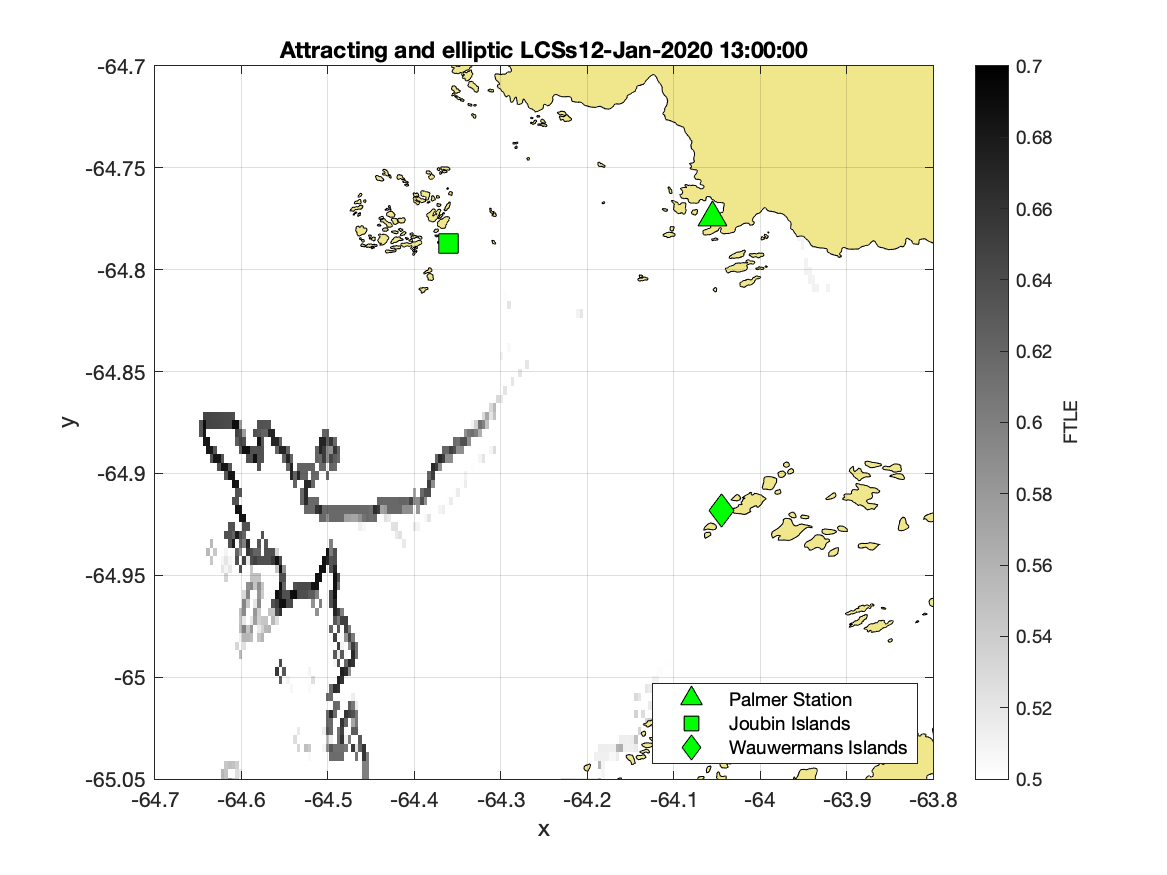 Attracting and elliptic LCSs12-Jan-2020 13:00:00
-64.7
-64.75
-64.8
-64.85
-64.9
-64.95
-65
-65.05
y
-64.7 -64.6 -64.5 -64.4 -64.3 -64.2 -64.1 -64 -63.9 -63.8
x
Palmer Station
Joubin Islands
Wauwermans Islands
0.7
0.68
0.66
0.64
0.62
0.6
0.58
0.56
0.54
0.52
0.5
FTLE